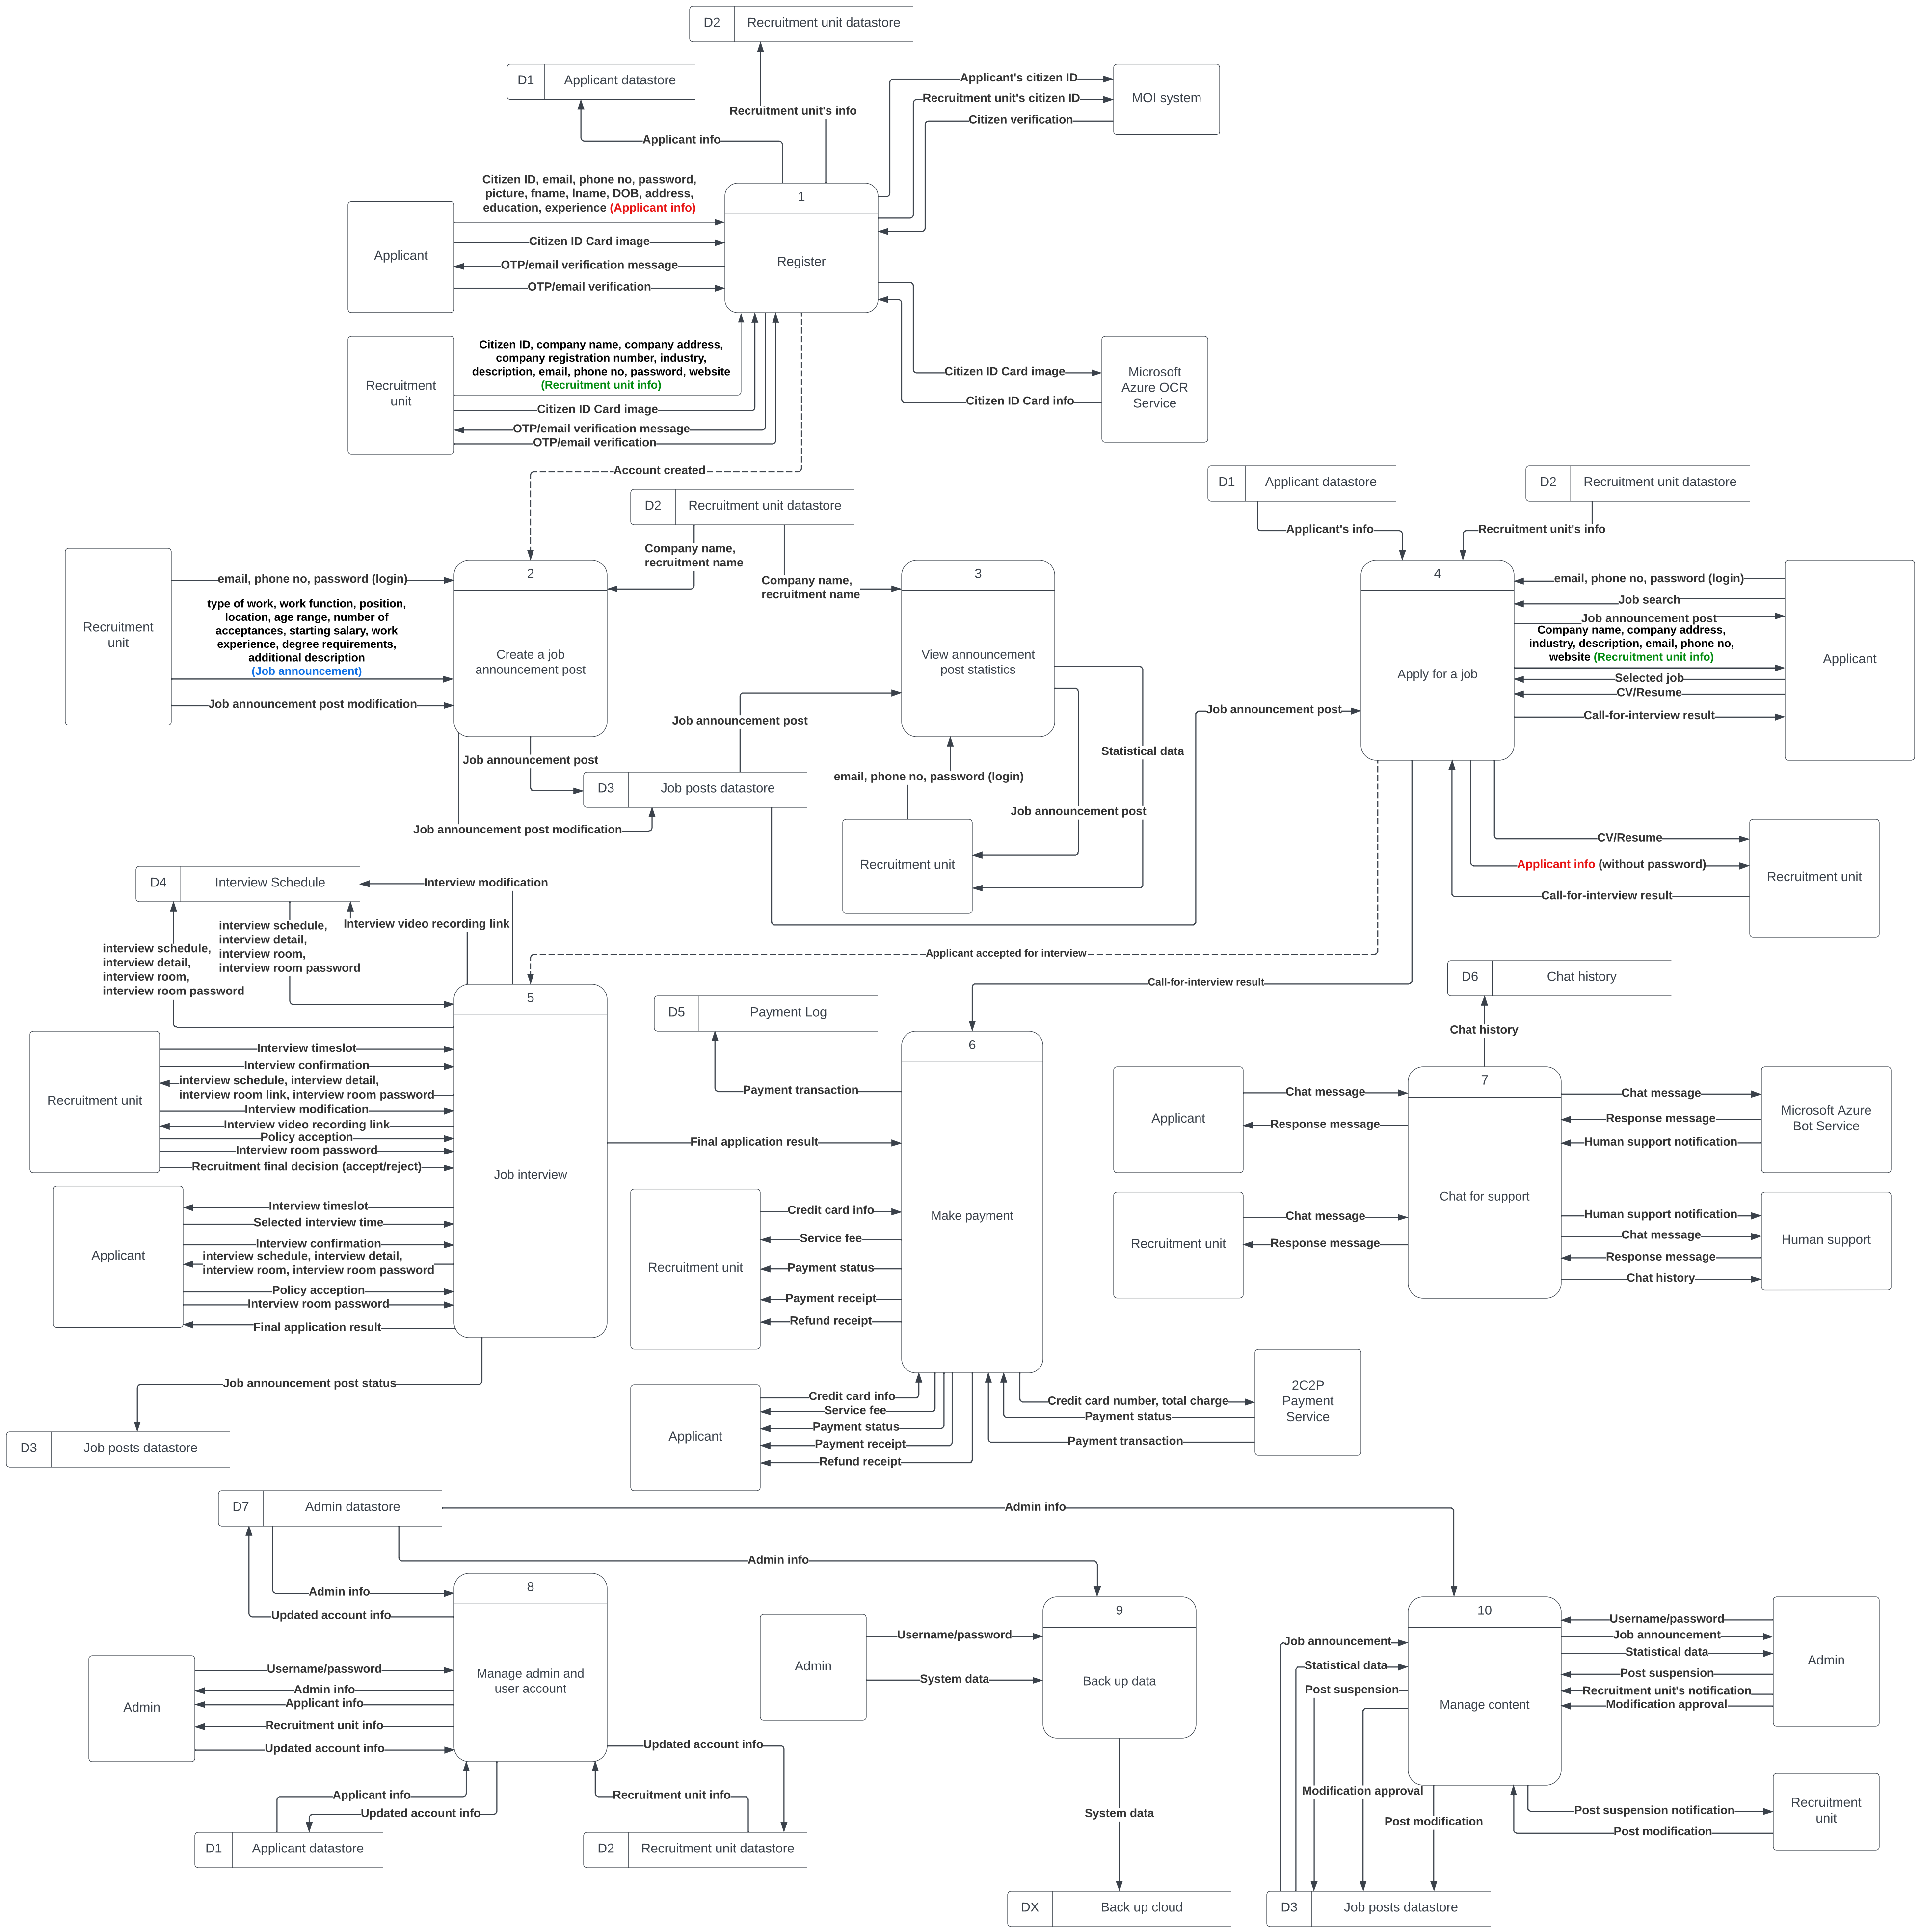 D2 Recruitment unit datastore
D1 Applicant datastore
Applicant's citizen ID
Recruitment unit's citizen ID
Citizen verification
MOI system
Recruitment unit's info
Applicant info
Citizen ID, email, phone no, password,
picture, fname, lname, DOB, address,
education, experience (Applicant info)
Applicant
Citizen ID Card image
OTP/email verification message
OTP/email verification
1
Register
Recruitment
unit
Citizen ID, company name, company address,
company registration number, industry,
description, email, phone no, password, website
(Recruitment unit info)
Citizen ID Card image
OTP/email verification message
OTP/email verification
Citizen ID Card image
Citizen ID Card info
Microsoft
Azure OCR
Service
Account created
D2 Recruitment unit datastore
Company name,
recruitment name
Company name,
recruitment name
Recruitment
unit
email, phone no, password (login)
type of work, work function, position,
location, age range, number of
acceptances, starting salary, work
experience, degree requirements,
additional description
(Job announcement)
Job announcement post modification
2
Create a job
announcement post
Job announcement post
D3 Job posts datastore
Job announcement post modification
3
View announcement
post statistics
Job announcement post
email, phone no, password (login)
Statistical data
Job announcement post
Recruitment unit
D1 Applicant datastore
D2 Recruitment unit datastore
Applicant's info
Recruitment unit's info
4
Apply for a job
Job announcement post
email, phone no, password (login)
Job search
Job announcement post
Company name, company address,
industry, description, email, phone no,
website (Recruitment unit info)
Selected job
CV/Resume
Call-for-interview result
Applicant
CV/Resume
Applicant info (without password)
Call-for-interview result
Recruitment unit
D4 Interview Schedule
Interview modification
Interview video recording link
interview schedule,
interview detail,
interview room,
interview room password
interview schedule,
interview detail,
interview room,
interview room password
Applicant accepted for interview
Call-for-interview result
5
Job interview
Recruitment unit
Interview timeslot
Interview confirmation
interview schedule, interview detail,
interview room link, interview room password
Interview modification
Interview video recording link
Policy acception
Interview room password
Recruitment final decision (accept/reject)
Applicant
Interview timeslot
Selected interview time
Interview confirmation
interview schedule, interview detail,
interview room, interview room password
Policy acception
Interview room password
Final application result
Job announcement post status
D3 Job posts datastore
D5 Payment Log
Payment transaction
Final application result
6
Make payment
Recruitment unit
Credit card info
Service fee
Payment status
Payment receipt
Refund receipt
Applicant
Credit card info
Service fee
Payment status
Payment receipt
Refund receipt
Credit card number, total charge
Payment status
Payment transaction
2C2P
Payment
Service
D6 Chat history
Chat history
7
Chat for support
Applicant
Chat message
Response message
Recruitment unit
Chat message
Response message
Chat message
Response message
Human support notification
Microsoft Azure
Bot Service
Human support notification
Chat message
Response message
Chat history
Human support
D7 Admin datastore
Admin info
Admin info
Admin info
Updated account info
8
Manage admin and
user account
Admin
Username/password
Admin info
Applicant info
Recruitment unit info
Updated account info
Applicant info
Updated account info
D1 Applicant datastore
Updated account info
Recruitment unit info
D2 Recruitment unit datastore
Admin
Username/password
System data
9
Back up data
System data
DX Back up cloud
10
Manage content
Job announcement
Statistical data
Post suspension
Modification approval
Post modification
Username/password
Job announcement
Statistical data
Post suspension
Recruitment unit's notification
Modification approval
Admin
Post suspension notification
Post modification
Recruitment
unit
D3 Job posts datastore